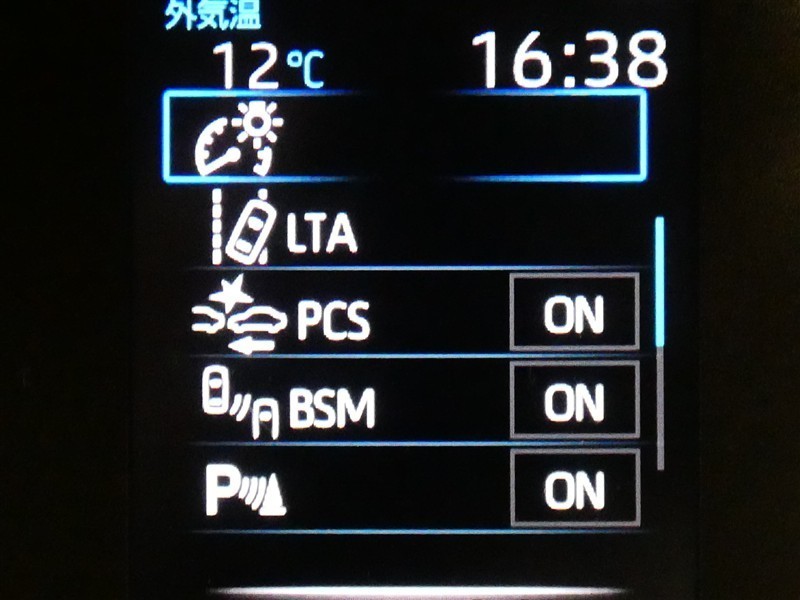 外気温
12℃ 16:38
LTA
PCS ON
BSM ON
P ON